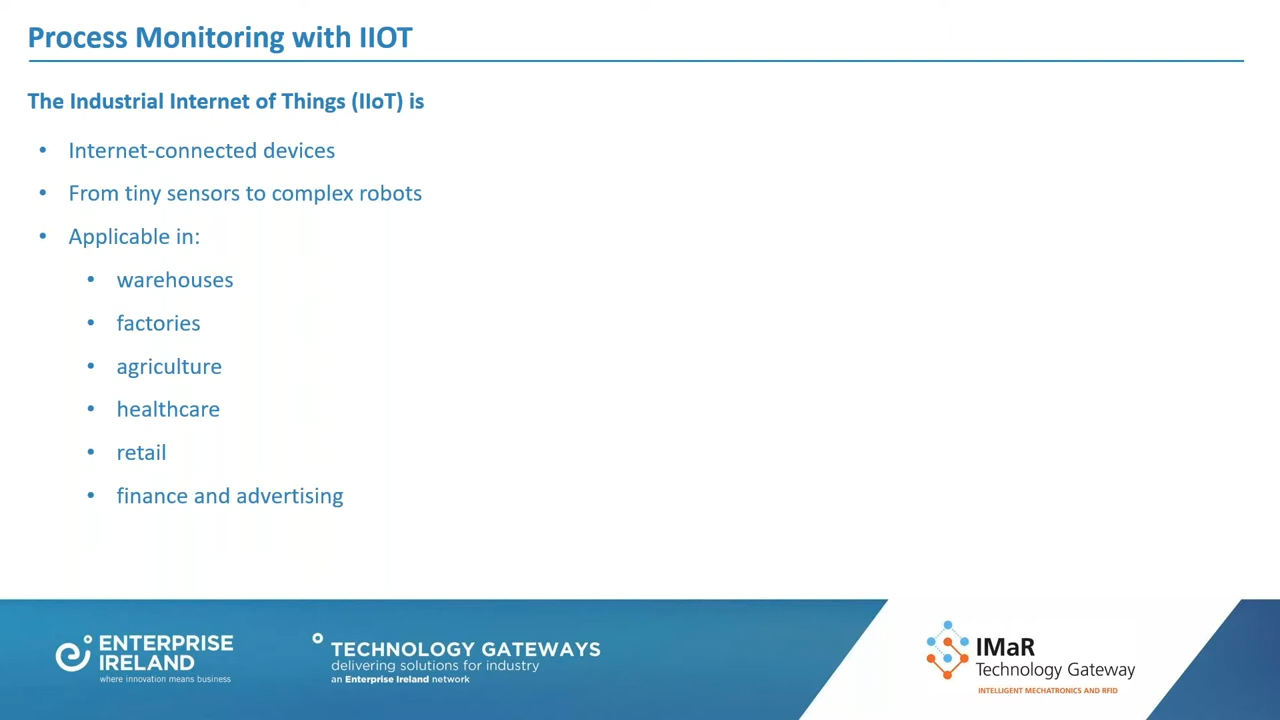 Process Monitoring with IIOT
The Industrial Internet of Things (IIoT) is
• Internet-connected devices
• From tiny sensors to complex robots
• Applicable in:
• warehouses
• factories
• agriculture
• healthcare
• retail
• finance and advertising
ENTERPRISE
IRELAND
where innovation means business
TECHNOLOGY GATEWAYS
delivering solutions for industry
an Enterprise Ireland network
IMaR
Technology Gateway
INTELLIGENT MECHATRONICS AND RFID